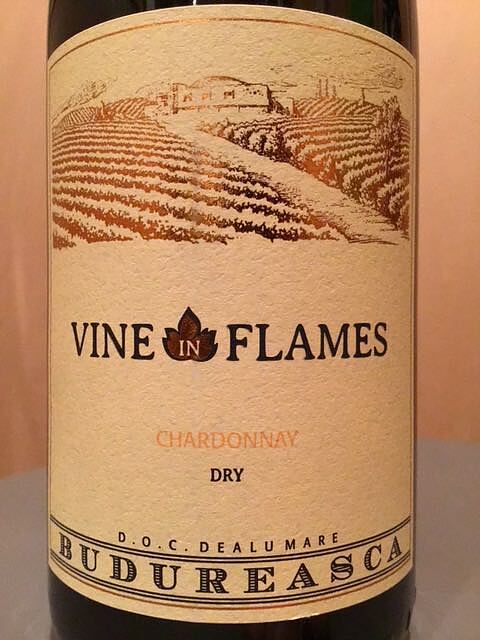 VINE IN FLAMES
CHARDONNAY
DRY
D.O.C. DEALU MARE
BUDUREASCA